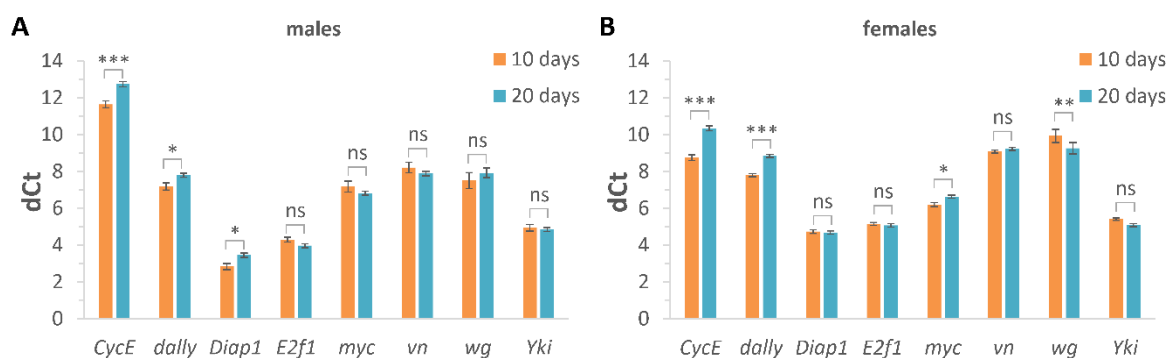 A
males
dCt
14
12
10
8
6
4
2
0
10 days
20 days
*** * * ns ns ns ns ns
CycE dally Diap1 E2f1 myc vn wg Yki
B
females
dCt
14
12
10
8
6
4
2
0
10 days
20 days
*** *** ns ns * ns ** ns
CycE dally Diap1 E2f1 myc vn wg Yki